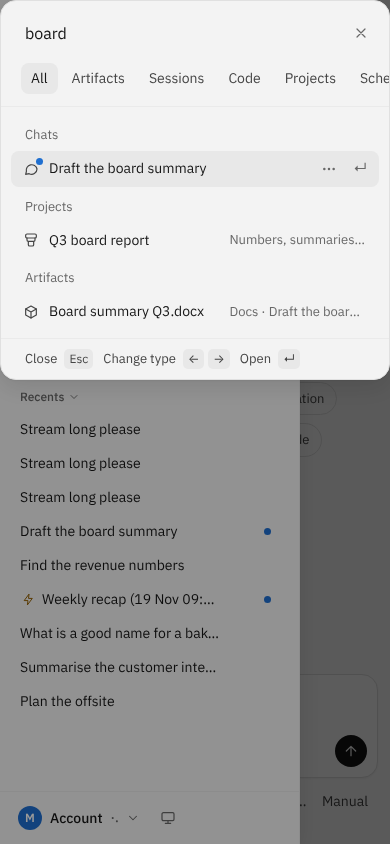 board
All Artifacts Sessions Code Projects Sche
Chats
Draft the board summary
Projects
Q3 board report Numbers, summaries...
Artifacts
Board summary Q3.docx Docs · Draft the boar...
Close Esc Change type ← → Open ↵
Recents
Stream long please
Stream long please
Stream long please
Draft the board summary
Find the revenue numbers
Weekly recap (19 Nov 09:...
What is a good name for a bak...
Summarise the customer inte...
Plan the offsite
M Account
Manual